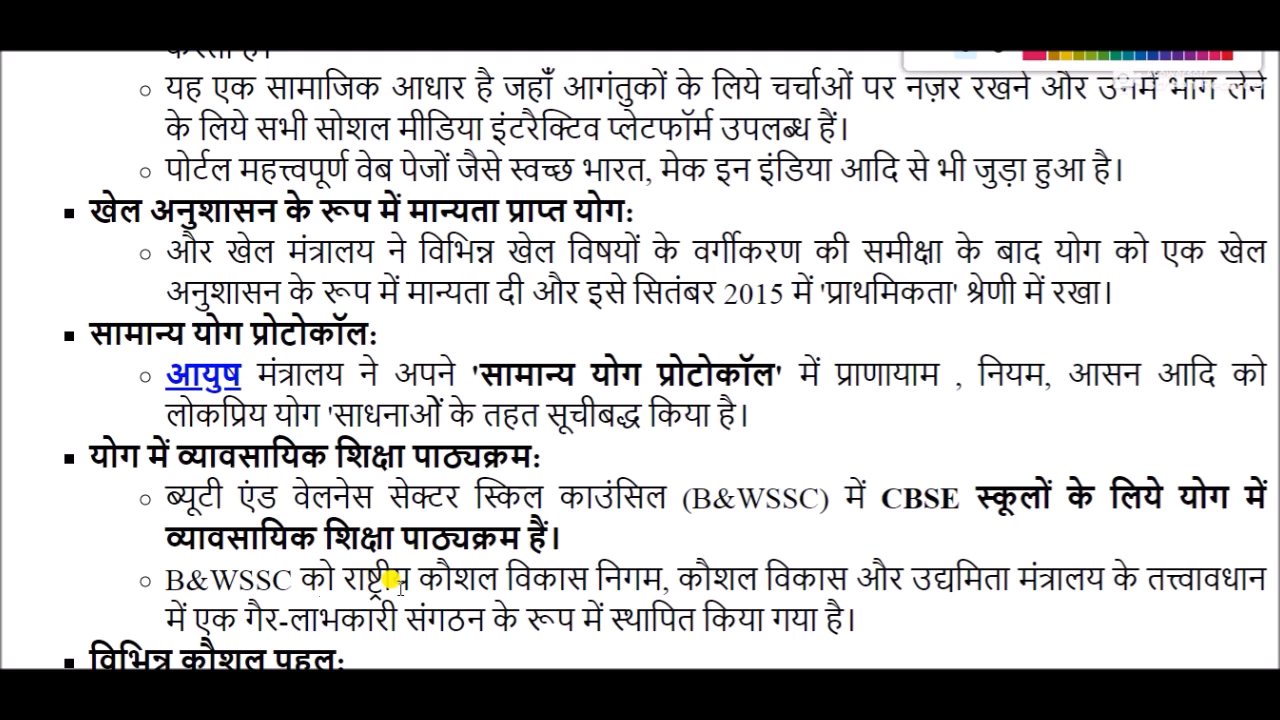 करता है।
○ यह एक सामाजिक आधार है जहाँ आगंतुकों के लिये चर्चाओं पर नज़र रखने और उनमें भाग लेने
के लिये सभी सोशल मीडिया इंटरैक्टिव प्लेटफॉर्म उपलब्ध हैं।
○ पोर्टल महत्त्वपूर्ण वेब पेजों जैसे स्वच्छ भारत, मेक इन इंडिया आदि से भी जुड़ा हुआ है।
▪ खेल अनुशासन के रूप में मान्यता प्राप्त योग:
○ और खेल मंत्रालय ने विभिन्न खेल विषयों के वर्गीकरण की समीक्षा के बाद योग को एक खेल
अनुशासन के रूप में मान्यता दी और इसे सितंबर 2015 में 'प्राथमिकता' श्रेणी में रखा।
▪ सामान्य योग प्रोटोकॉल:
○ आयुष मंत्रालय ने अपने 'सामान्य योग प्रोटोकॉल' में प्राणायाम , नियम, आसन आदि को
लोकप्रिय योग 'साधनाओं के तहत सूचीबद्ध किया है।
▪ योग में व्यावसायिक शिक्षा पाठ्यक्रम:
○ ब्यूटी एंड वेलनेस सेक्टर स्किल काउंसिल (B&WSSC) में CBSE स्कूलों के लिये योग में
व्यावसायिक शिक्षा पाठ्यक्रम हैं।
○ B&WSSC को राष्ट्रीय कौशल विकास निगम, कौशल विकास और उद्यमिता मंत्रालय के तत्त्वावधान
में एक गैर-लाभकारी संगठन के रूप में स्थापित किया गया है।
▪ विभिन्न कौशल पहल: